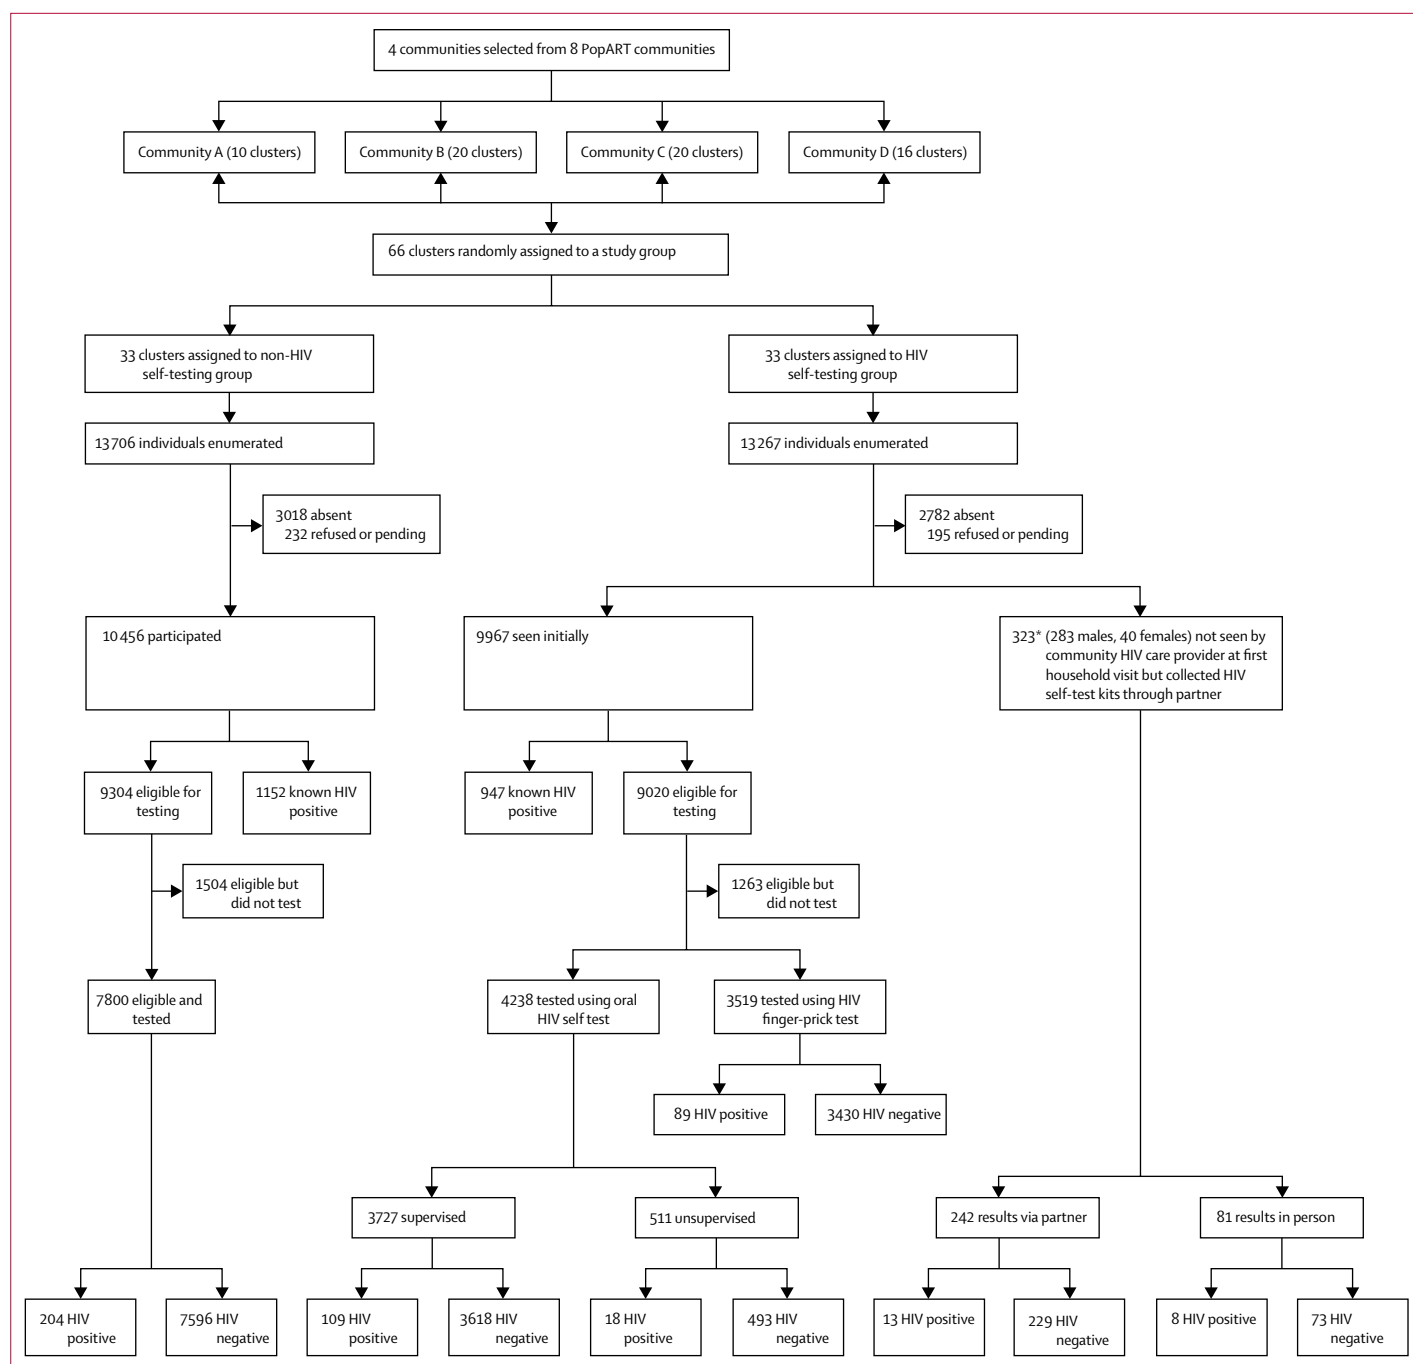 4 communities selected from 8 PopART communities
Community A (10 clusters)
Community B (20 clusters)
Community C (20 clusters)
Community D (16 clusters)
66 clusters randomly assigned to a study group
33 clusters assigned to non-HIV
self-testing group
33 clusters assigned to HIV
self-testing group
13 706 individuals enumerated
13 267 individuals enumerated
3018 absent
232 refused or pending
2782 absent
195 refused or pending
10 456 participated
9967 seen initially
323* (283 males, 40 females) not seen by
community HIV care provider at first
household visit but collected HIV
self-test kits through partner
9304 eligible for
testing
1152 known HIV
positive
947 known HIV
positive
9020 eligible for
testing
1504 eligible but
did not test
1263 eligible but
did not test
7800 eligible and
tested
4238 tested using oral
HIV self test
3519 tested using HIV
finger-prick test
89 HIV positive
3430 HIV negative
3727 supervised
511 unsupervised
242 results via partner
81 results in person
204 HIV
positive
7596 HIV
negative
109 HIV
positive
3618 HIV
negative
18 HIV
positive
493 HIV
negative
13 HIV positive
229 HIV
negative
8 HIV positive
73 HIV
negative